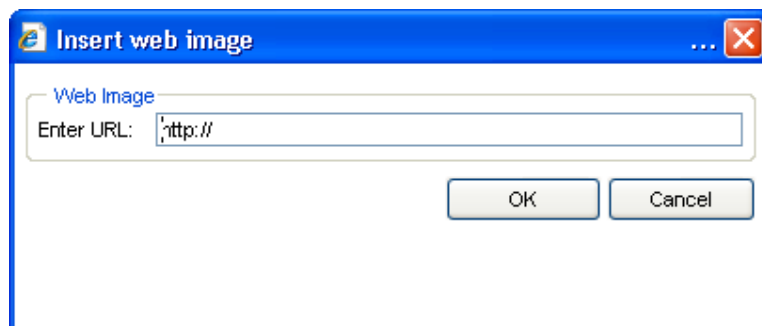 Insert web image ...
Web Image
Enter URL: http://
OK Cancel